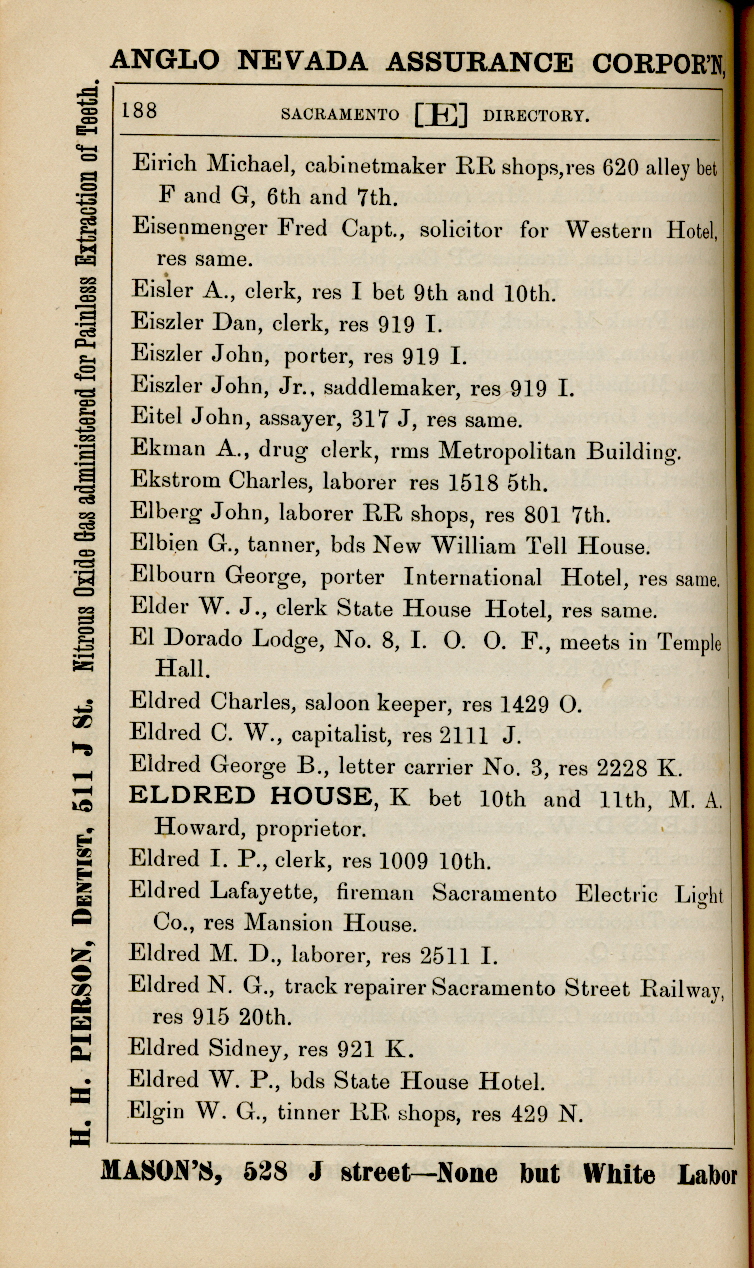 ANGLO NEVADA ASSURANCE CORPOR'N,
188 SACRAMENTO [E] DIRECTORY.
Eirich Michael, cabinetmaker RR shops, res 620 alley bet
F and G, 6th and 7th.
Eisenmenger Fred Capt., solicitor for Western Hotel,
res same.
Eisler A., clerk, res I bet 9th and 10th.
Eiszler Dan, clerk, res 919 I.
Eiszler John, porter, res 919 I.
Eiszler John, Jr., saddlemaker, res 919 I.
Eitel John, assayer, 317 J, res same.
Ekman A., drug clerk, rms Metropolitan Building.
Ekstrom Charles, laborer res 1518 5th.
Elberg John, laborer RR shops, res 801 7th.
Elbien G., tanner, bds New William Tell House.
Elbourn George, porter International Hotel, res same.
Elder W. J., clerk State House Hotel, res same.
El Dorado Lodge, No. 8, I. O. O. F., meets in Temple
Hall.
Eldred Charles, saloon keeper, res 1429 O.
Eldred C. W., capitalist, res 2111 J.
Eldred George B., letter carrier No. 3, res 2228 K.
ELDRED HOUSE, K bet 10th and 11th, M. A.
Howard, proprietor.
Eldred I. P., clerk, res 1009 10th.
Eldred Lafayette, fireman Sacramento Electric Light
Co., res Mansion House.
Eldred M. D., laborer, res 2511 I.
Eldred N. G., track repairer Sacramento Street Railway,
res 915 20th.
Eldred Sidney, res 921 K.
Eldred W. P., bds State House Hotel.
Elgin W. G., tinner RR shops, res 429 N.
MASON'S, 528 J street—None but White Labor
H. H. PIERSON, DENTIST, 511 J St. Nitrous Oxide Gas administered for Painless Extraction of Teeth.